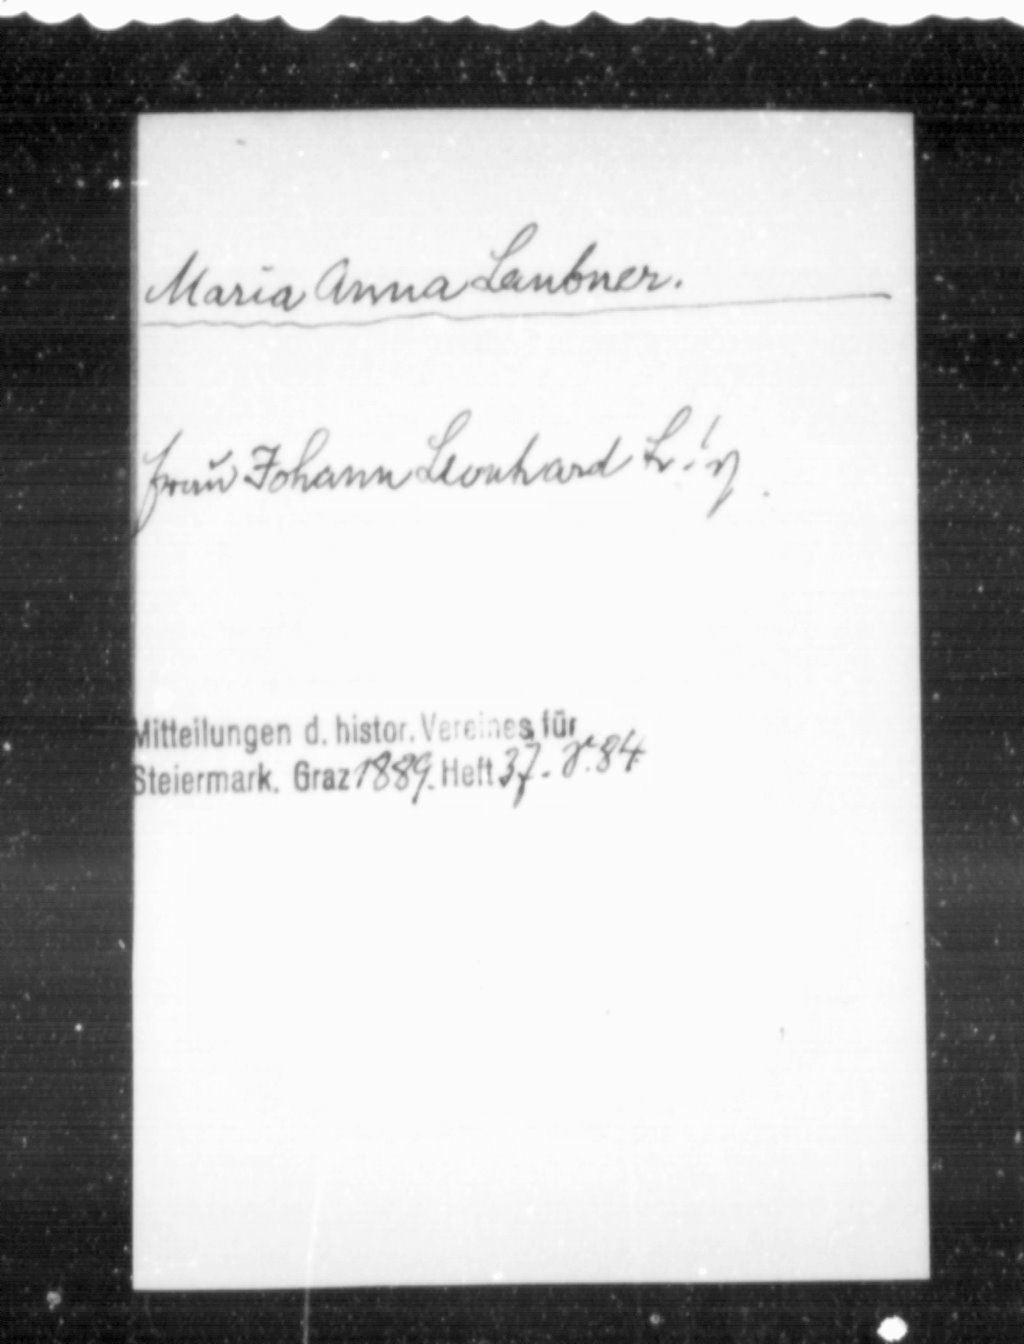 Maria Anna Laubner.
Frau Johann Leonhard L
Mitteilungen d. histor. Vereines für
Steiermark. Graz 1889. Heft 37. S. 84